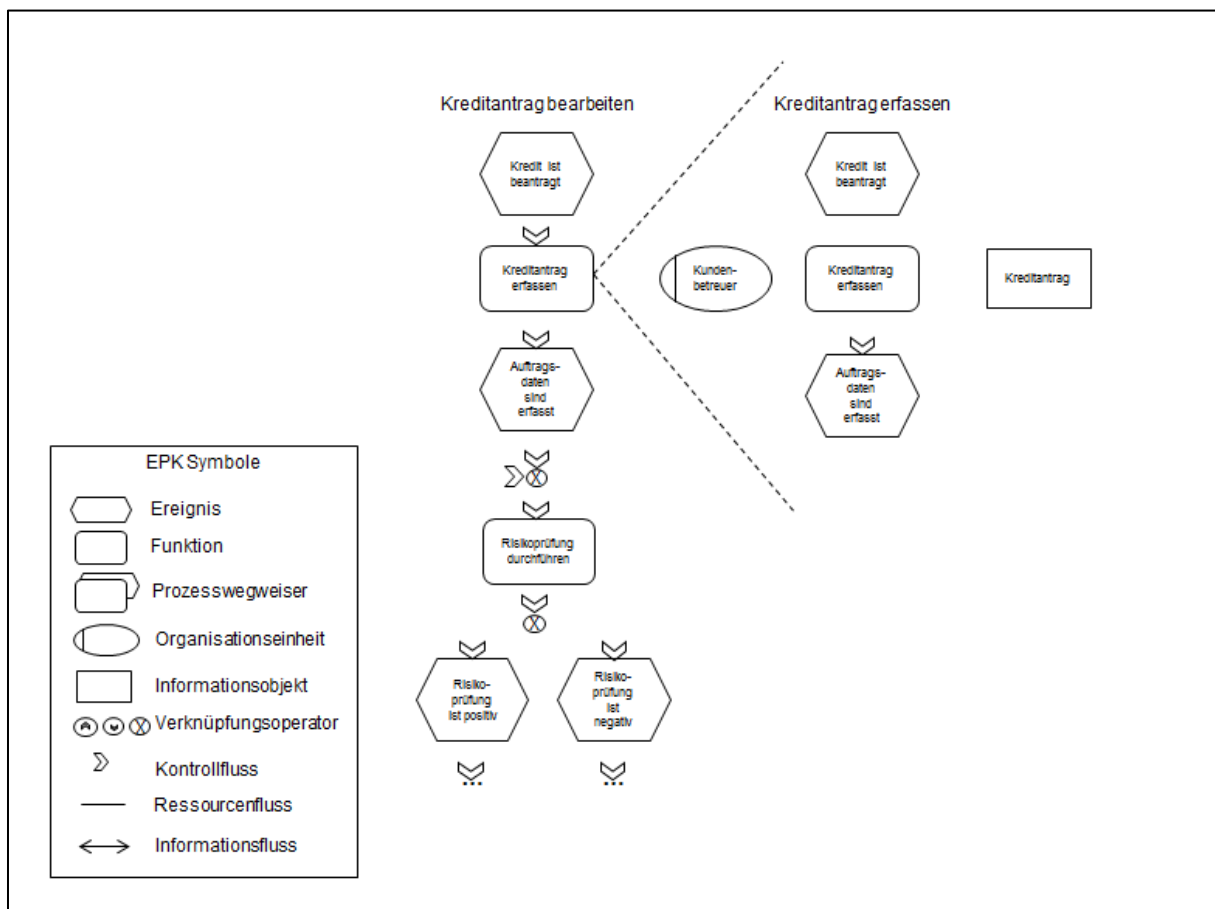 Kreditantrag bearbeiten
Kredit ist
beantragt
Kreditantrag
erfassen
Auftrags-
daten
sind
erfasst
X
Risikoprüfung
durchführen
X
Risiko-
prüfung
ist positiv
Risiko-
prüfung
ist
negativ
...
...
Kreditantrag erfassen
Kredit ist
beantragt
Kunden-
betreuer
Kreditantrag
erfassen
Kreditantrag
Auftrags-
daten
sind
erfasst
EPK Symbole
Ereignis
Funktion
Prozesswegweiser
Organisationseinheit
Informationsobjekt
X Verknüpfungsoperator
Kontrollfluss
Ressourcenfluss
Informationsfluss